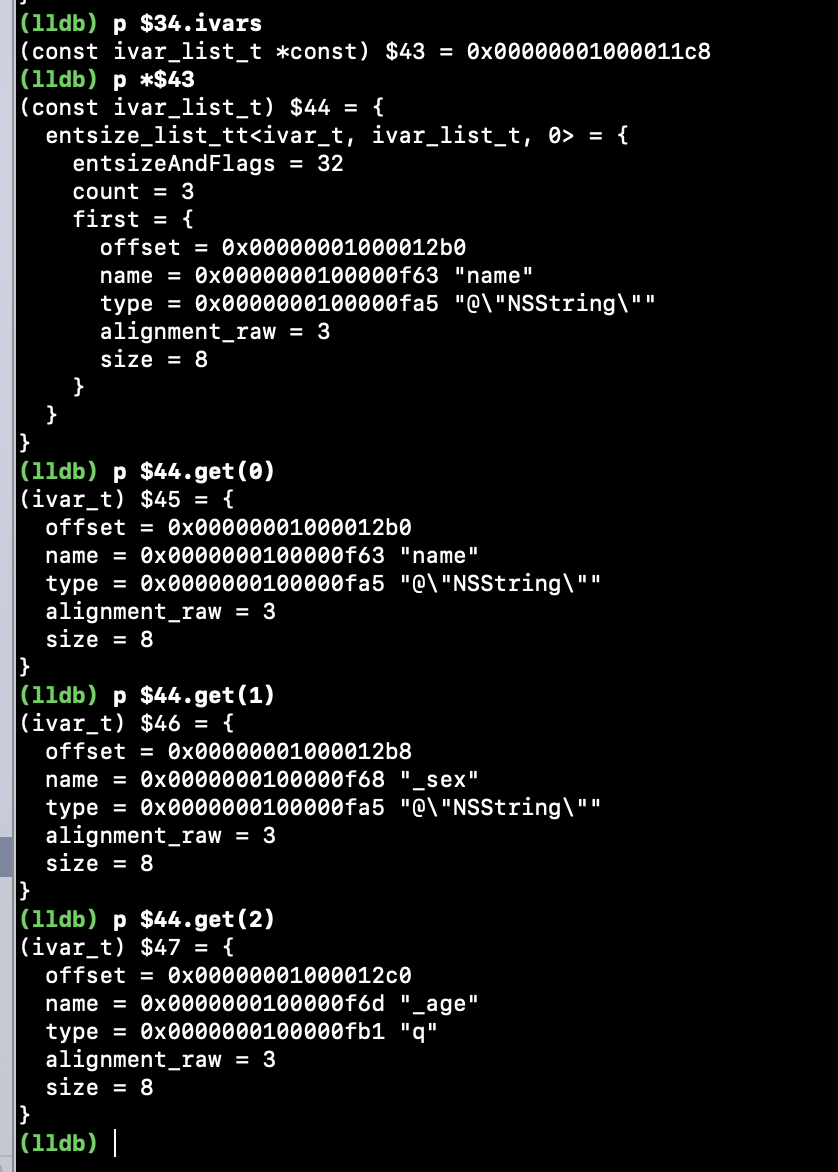 (lldb) p $34.ivars
(const ivar_list_t *const) $43 = 0x00000001000011c8
(lldb) p *$43
(const ivar_list_t) $44 = {
  entsize_list_tt<ivar_t, ivar_list_t, 0> = {
    entsizeAndFlags = 32
    count = 3
    first = {
      offset = 0x00000001000012b0
      name = 0x0000000100000f63 "name"
      type = 0x0000000100000fa5 "@\"NSString\""
      alignment_raw = 3
      size = 8
    }
  }
}
(lldb) p $44.get(0)
(ivar_t) $45 = {
  offset = 0x00000001000012b0
  name = 0x0000000100000f63 "name"
  type = 0x0000000100000fa5 "@\"NSString\""
  alignment_raw = 3
  size = 8
}
(lldb) p $44.get(1)
(ivar_t) $46 = {
  offset = 0x00000001000012b8
  name = 0x0000000100000f68 "_sex"
  type = 0x0000000100000fa5 "@\"NSString\""
  alignment_raw = 3
  size = 8
}
(lldb) p $44.get(2)
(ivar_t) $47 = {
  offset = 0x00000001000012c0
  name = 0x0000000100000f6d "_age"
  type = 0x0000000100000fb1 "q"
  alignment_raw = 3
  size = 8
}
(lldb)